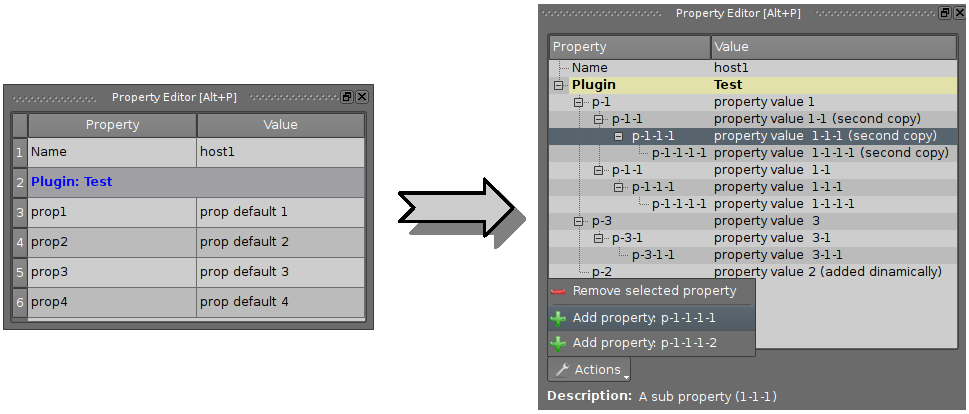 Property Editor [Alt+P]
Property Value
1 Name host1
2 Plugin: Test
3 prop1 prop default 1
4 prop2 prop default 2
5 prop3 prop default 3
6 prop4 prop default 4
Property Editor [Alt+P]
Property Value
Name host1
Plugin Test
p-1 property value 1
p-1-1 property value 1-1 (second copy)
p-1-1-1 property value 1-1-1 (second copy)
p-1-1-1-1 property value 1-1-1-1 (second copy)
p-1-1 property value 1-1
p-1-1-1 property value 1-1-1
p-1-1-1-1 property value 1-1-1-1
p-3 property value 3
p-3-1 property value 3-1
p-3-1-1 property value 3-1-1
p-2 property value 2 (added dinamically)
Remove selected property
Add property: p-1-1-1-1
Add property: p-1-1-1-2
Actions
Description: A sub property (1-1-1)